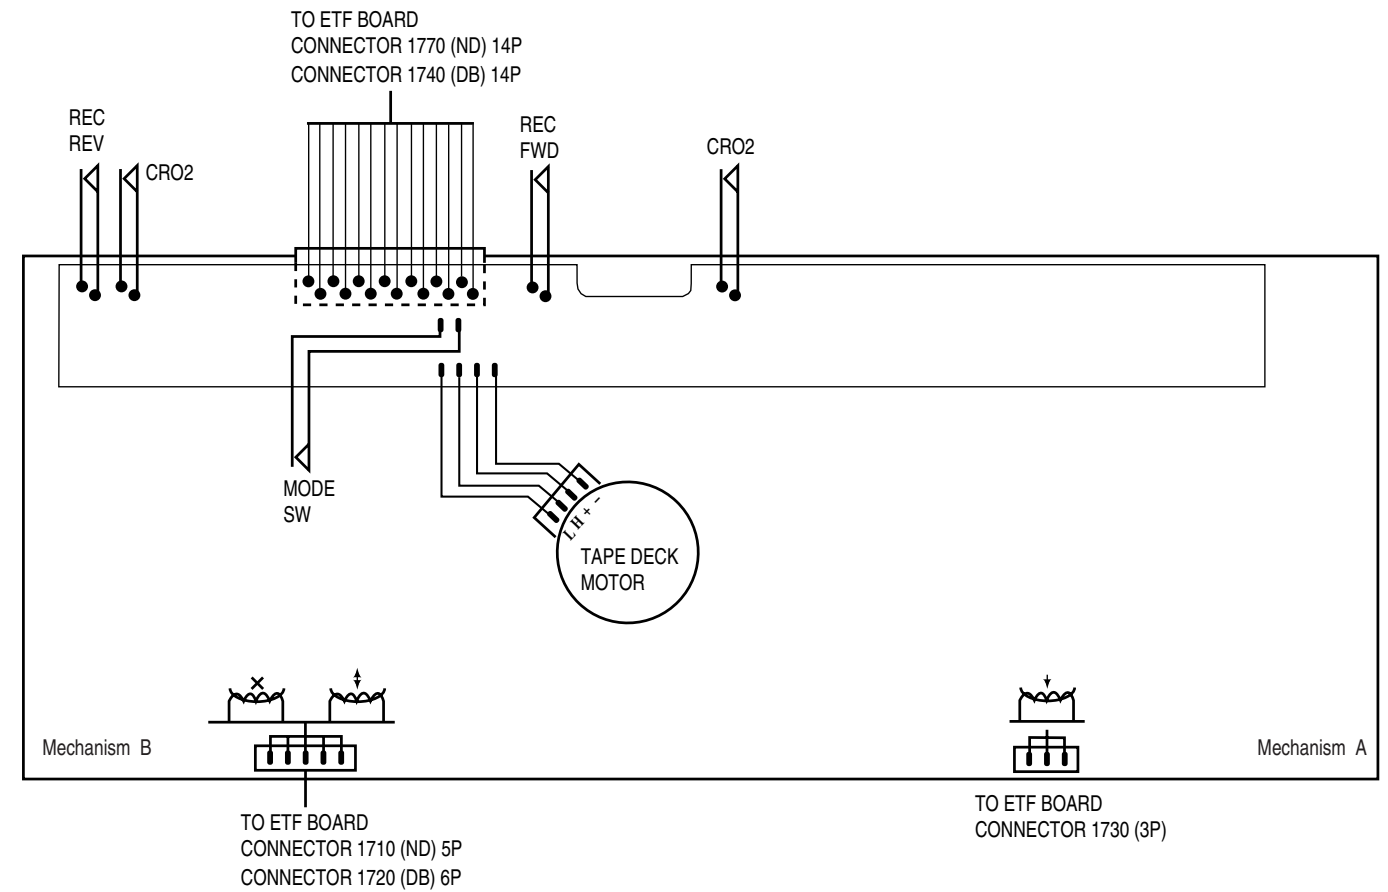 TO ETF BOARD
CONNECTOR 1770 (ND) 14P
CONNECTOR 1740 (DB) 14P
REC
REV
CRO2
REC
FWD
CRO2
MODE
SW
L H + -
TAPE DECK
MOTOR
Mechanism B
Mechanism A
TO ETF BOARD
CONNECTOR 1710 (ND) 5P
CONNECTOR 1720 (DB) 6P
TO ETF BOARD
CONNECTOR 1730 (3P)